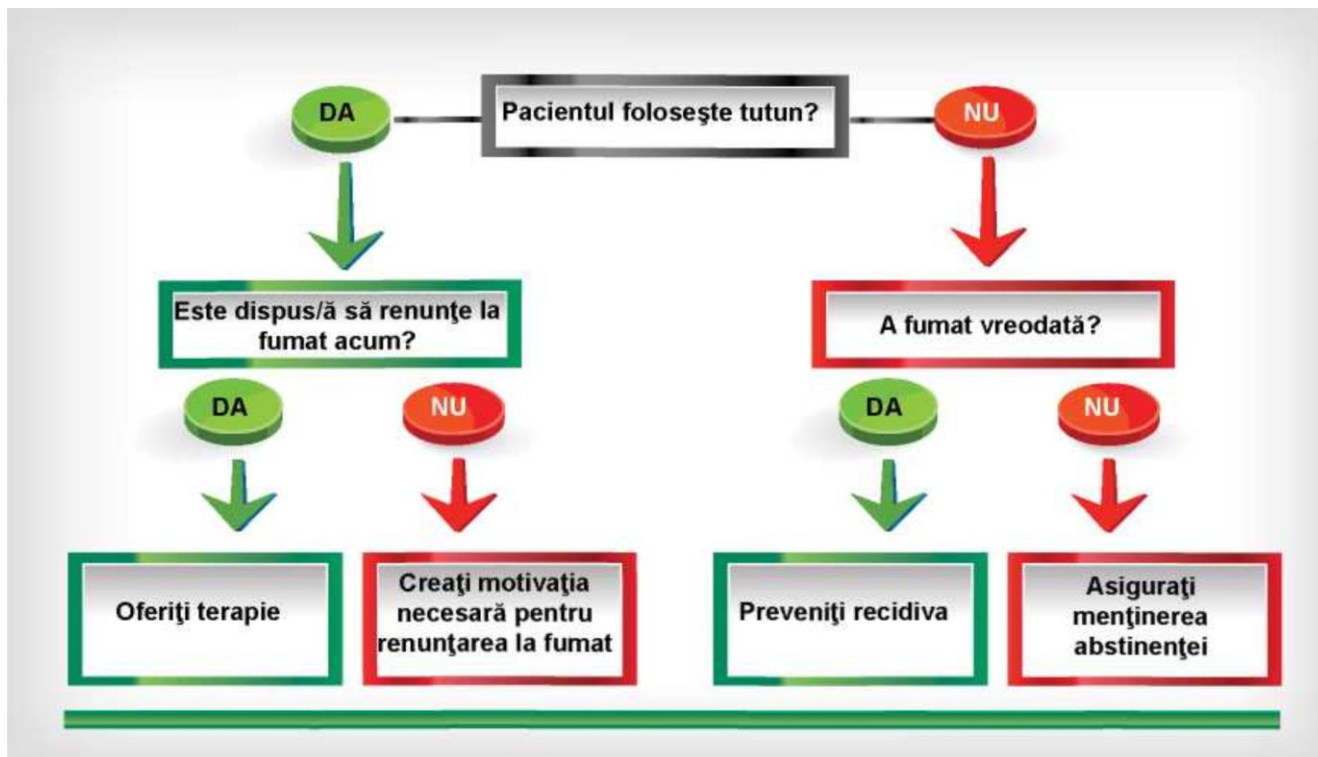 DA
Pacientul foloseşte tutun?
NU
Este dispus/ă să renunţe la
fumat acum?
A fumat vreodată?
DA
NU
DA
NU
Oferiţi terapie
Creaţi motivaţia
necesară pentru
renunţarea la fumat
Preveniţi recidiva
Asiguraţi
menţinerea
abstinenţei